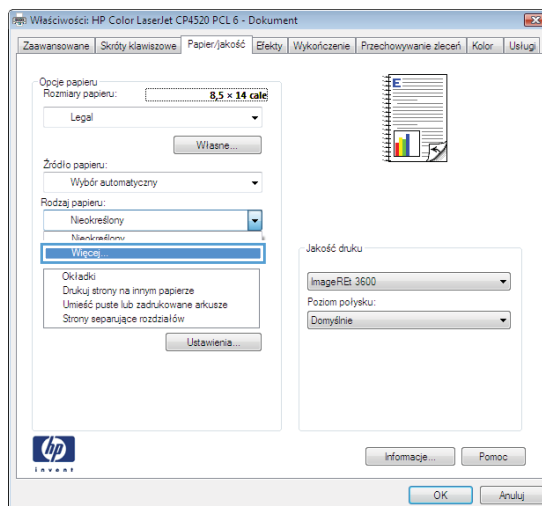 Właściwości: HP Color LaserJet CP4520 PCL 6 - Dokument
Zaawansowane Skróty klawiszowe Papier/jakość Efekty Wykończenie Przechowywanie zleceń Kolor Usługi
Opcje papieru
Rozmiary papieru: 8,5 × 14 cale
Legal
Własne...
Źródło papieru:
Wybór automatyczny
Rodzaj papieru:
Nieokreślony
Nieokreślony
Więcej...
Okładki
Drukuj strony na innym papierze
Umieść puste lub zadrukowane arkusze
Strony separujące rozdziałów
Ustawienia...
E
Jakość druku
ImageREt 3600
Poziom połysku:
Domyślnie
hp
invent
Informacje... Pomoc
OK Anuluj